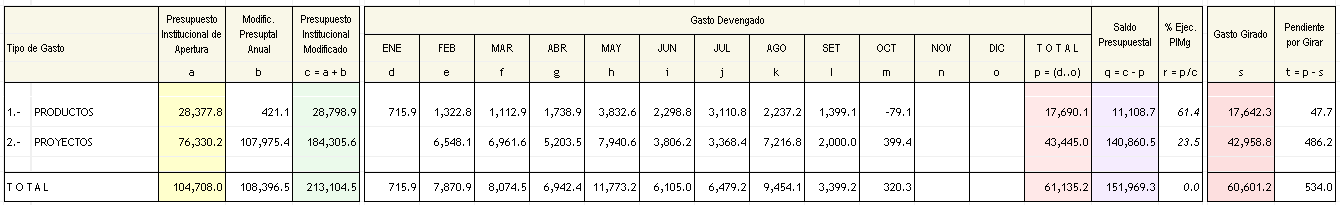 Tipo de Gasto Presupuesto Institucional de Apertura Modific. Presuptal Anual Presupuesto Institucional Modificado Gasto Devengado Saldo Presupuestal % Ejec. PIMg Gasto Girado Pendiente por Girar
ENE FEB MAR ABR MAY JUN JUL AGO SET OCT NOV DIC T O T A L
a b c = a + b d e f g h i j k l m n o p = (d..o) q = c - p r = p/c s t = p - s
1.- PRODUCTOS 28,377.8 421.1 28,798.9 715.9 1,322.8 1,112.9 1,738.9 3,832.6 2,298.8 3,110.8 2,237.2 1,399.1 -79.1 17,690.1 11,108.7 61.4 17,642.3 47.7
2.- PROYECTOS 76,330.2 107,975.4 184,305.6 6,548.1 6,961.6 5,203.5 7,940.6 3,806.2 3,368.4 7,216.8 2,000.0 399.4 43,445.0 140,860.5 23.5 42,958.8 486.2
T O T A L 104,708.0 108,396.5 213,104.5 715.9 7,870.9 8,074.5 6,942.4 11,773.2 6,105.0 6,479.2 9,454.1 3,399.2 320.3 61,135.2 151,969.3 0.0 60,601.2 534.0